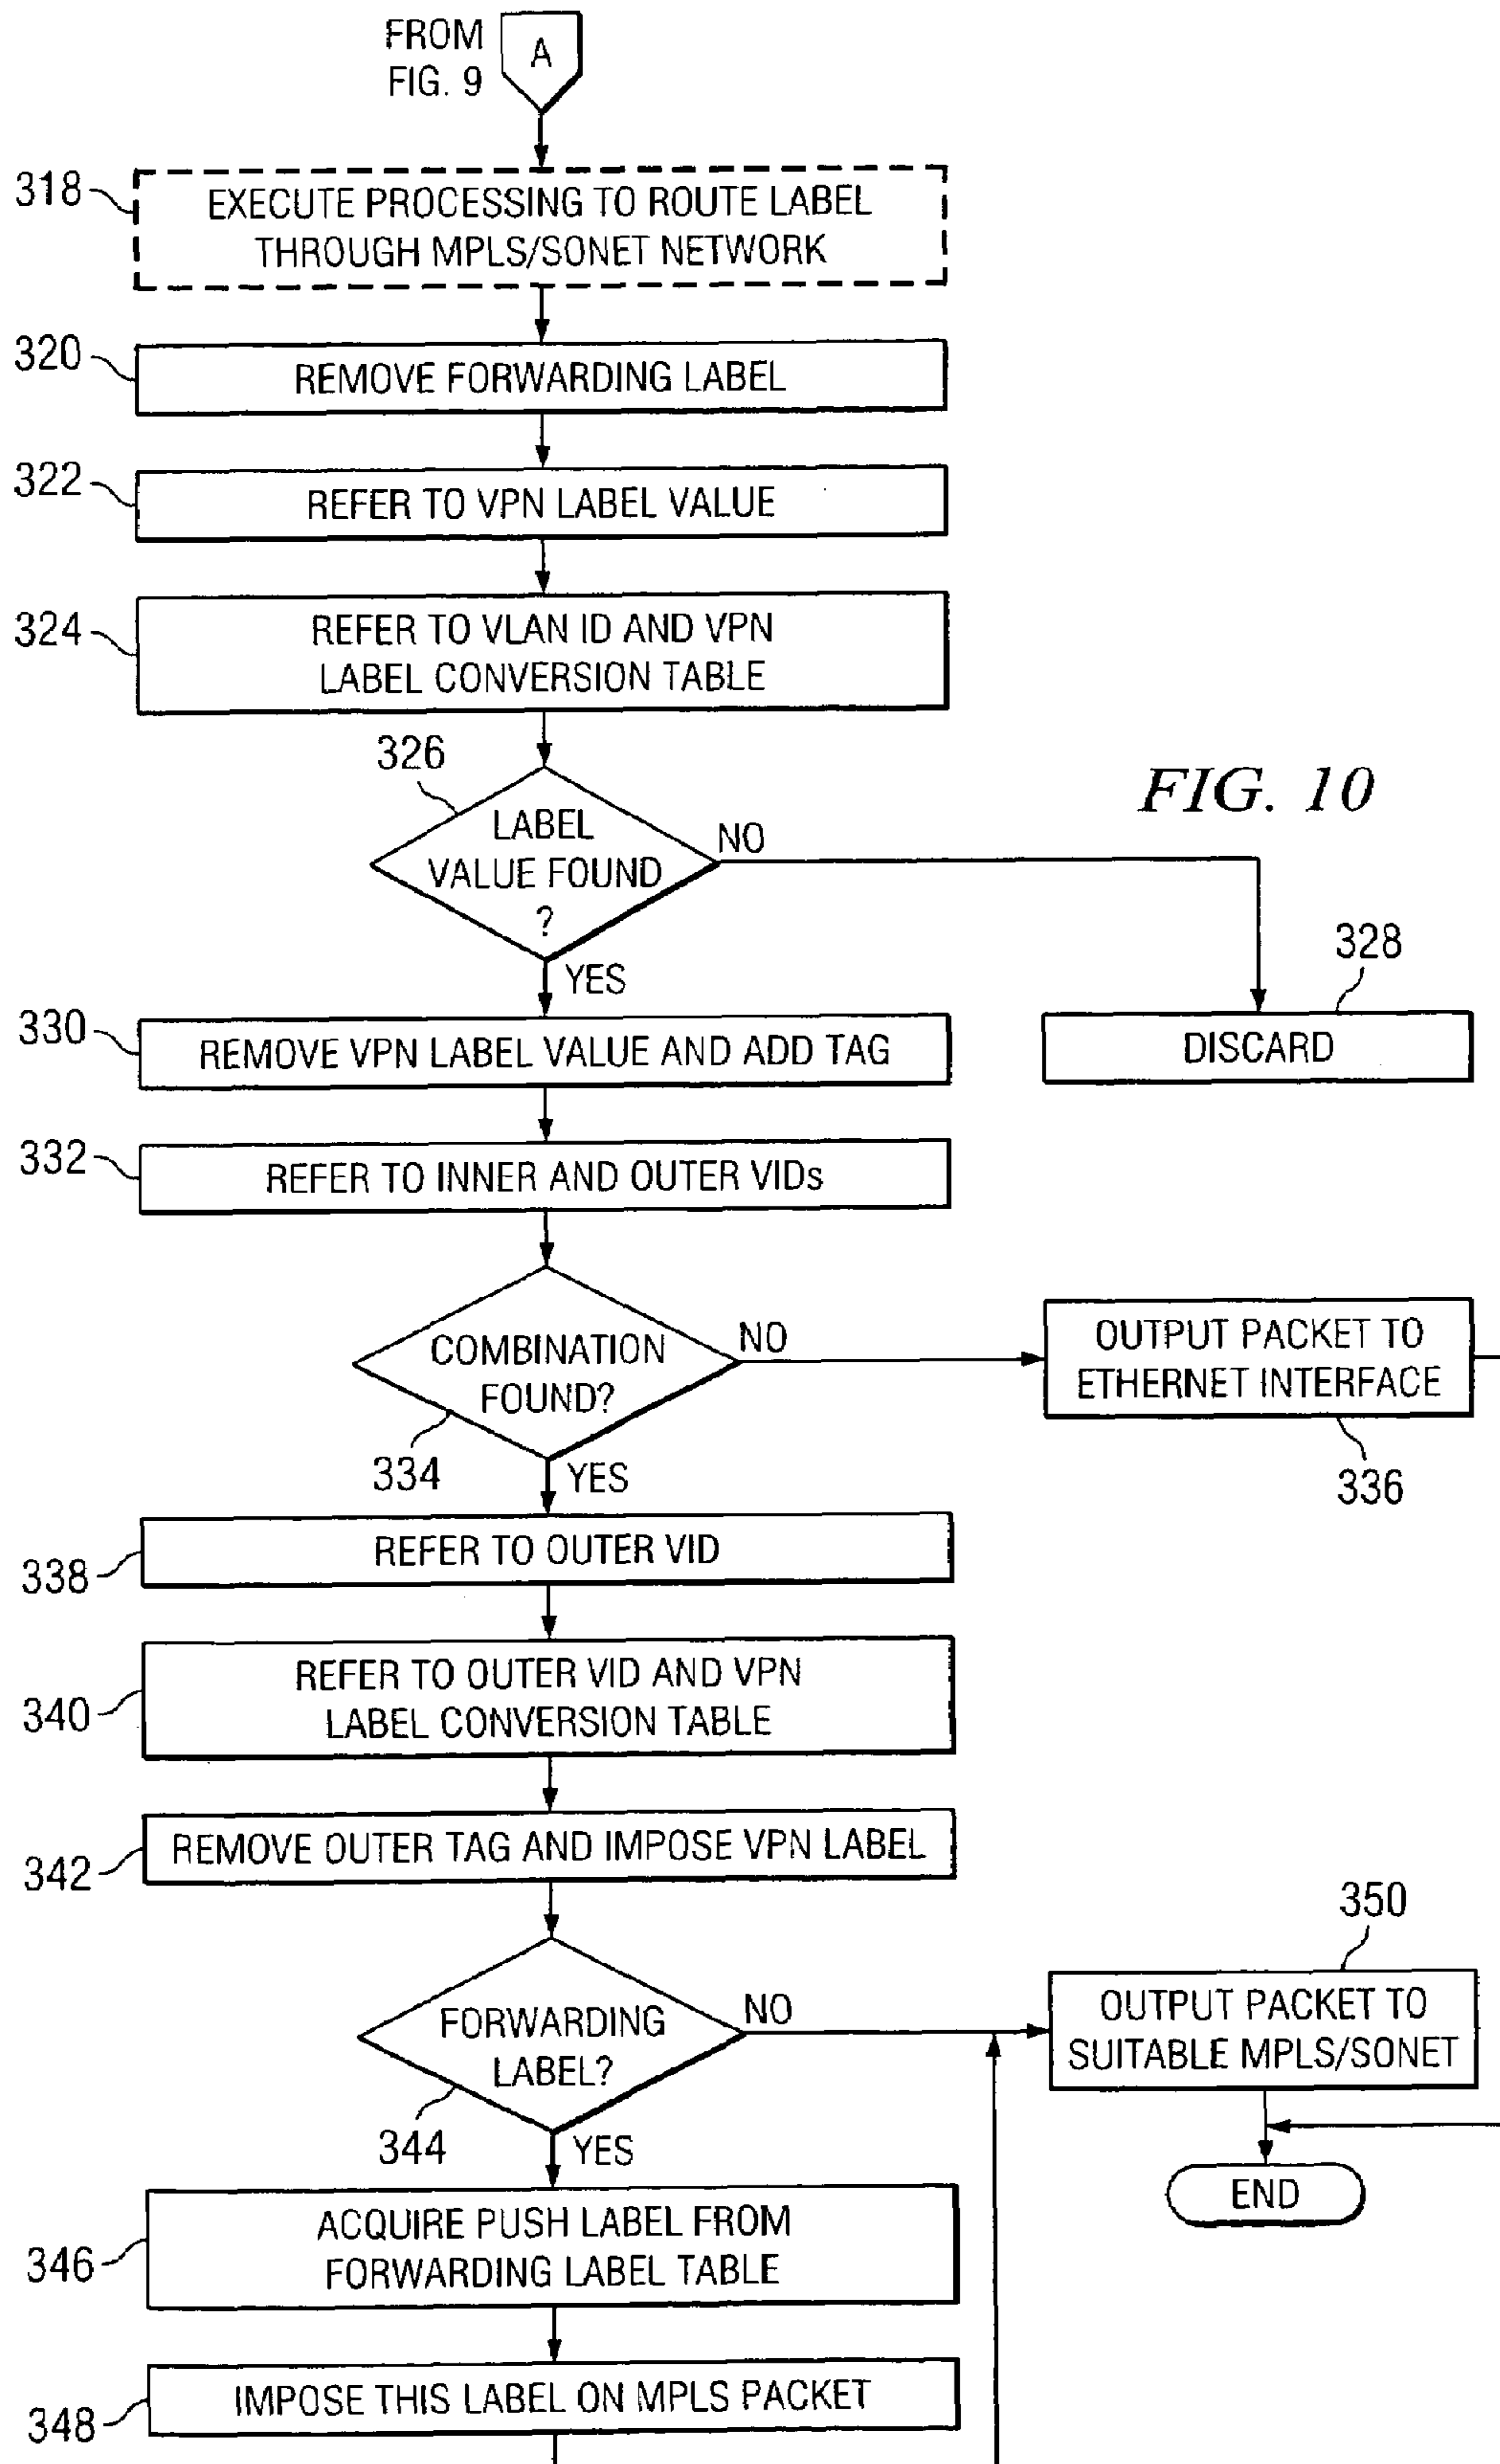 FROM
FIG. 9
A
318
EXECUTE PROCESSING TO ROUTE LABEL
THROUGH MPLS/SONET NETWORK
320
REMOVE FORWARDING LABEL
322
REFER TO VPN LABEL VALUE
324
REFER TO VLAN ID AND VPN
LABEL CONVERSION TABLE
326
LABEL
VALUE FOUND
?
NO
YES
FIG. 10
328
DISCARD
330
REMOVE VPN LABEL VALUE AND ADD TAG
332
REFER TO INNER AND OUTER VIDs
COMBINATION
FOUND?
334
NO
YES
OUTPUT PACKET TO
ETHERNET INTERFACE
336
338
REFER TO OUTER VID
340
REFER TO OUTER VID AND VPN
LABEL CONVERSION TABLE
342
REMOVE OUTER TAG AND IMPOSE VPN LABEL
FORWARDING
LABEL?
344
NO
YES
350
OUTPUT PACKET TO
SUITABLE MPLS/SONET
END
346
ACQUIRE PUSH LABEL FROM
FORWARDING LABEL TABLE
348
IMPOSE THIS LABEL ON MPLS PACKET